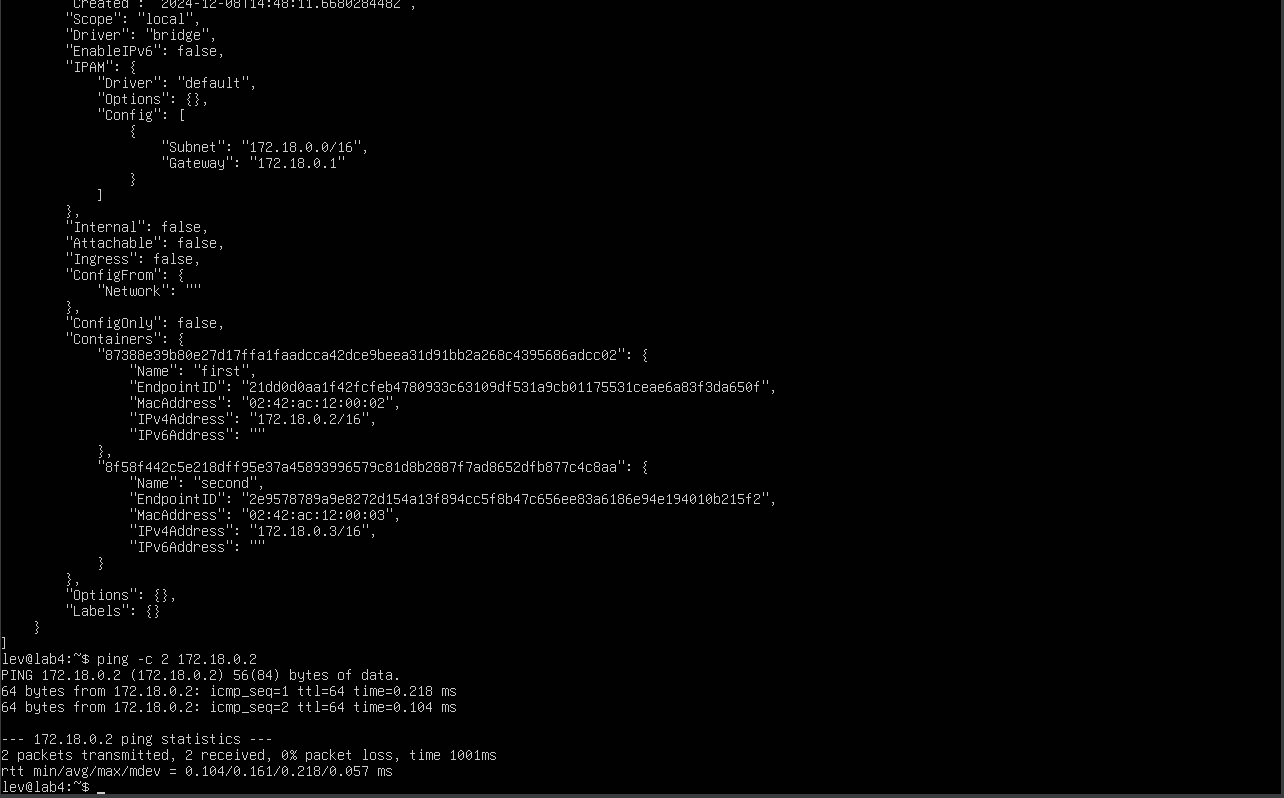 "Created": "2024-12-08T14:48:11.668028448Z",
"Scope": "local",
"Driver": "bridge",
"EnableIPv6": false,
"IPAM": {
"Driver": "default",
"Options": {},
"Config": [
{
"Subnet": "172.18.0.0/16",
"Gateway": "172.18.0.1"
}
]
},
"Internal": false,
"Attachable": false,
"Ingress": false,
"ConfigFrom": {
"Network": ""
},
"ConfigOnly": false,
"Containers": {
"87388e39b80e27d17ffa1faadcca42dce9beea31d91bb2a268c4395686adcc02": {
"Name": "first",
"EndpointID": "21dd0d0aa1f42fcfeb4780933c63109df531a9cb01175531ceae6a83f3da650f",
"MacAddress": "02:42:ac:12:00:02",
"IPv4Address": "172.18.0.2/16",
"IPv6Address": ""
},
"8f58f442c5e218dff95e37a45893996579c81d8b2887f7ad8652dfb877c4c8aa": {
"Name": "second",
"EndpointID": "2e9578789a9e8272d154a13f894cc5f8b47c656ee83a6186e94e194010b215f2",
"MacAddress": "02:42:ac:12:00:03",
"IPv4Address": "172.18.0.3/16",
"IPv6Address": ""
}
},
"Options": {},
"Labels": {}
}
]
lev@lab4:~$ ping -c 2 172.18.0.2
PING 172.18.0.2 (172.18.0.2) 56(84) bytes of data.
64 bytes from 172.18.0.2: icmp_seq=1 ttl=64 time=0.218 ms
64 bytes from 172.18.0.2: icmp_seq=2 ttl=64 time=0.104 ms

--- 172.18.0.2 ping statistics ---
2 packets transmitted, 2 received, 0% packet loss, time 1001ms
rtt min/avg/max/mdev = 0.104/0.161/0.218/0.057 ms
lev@lab4:~$ _